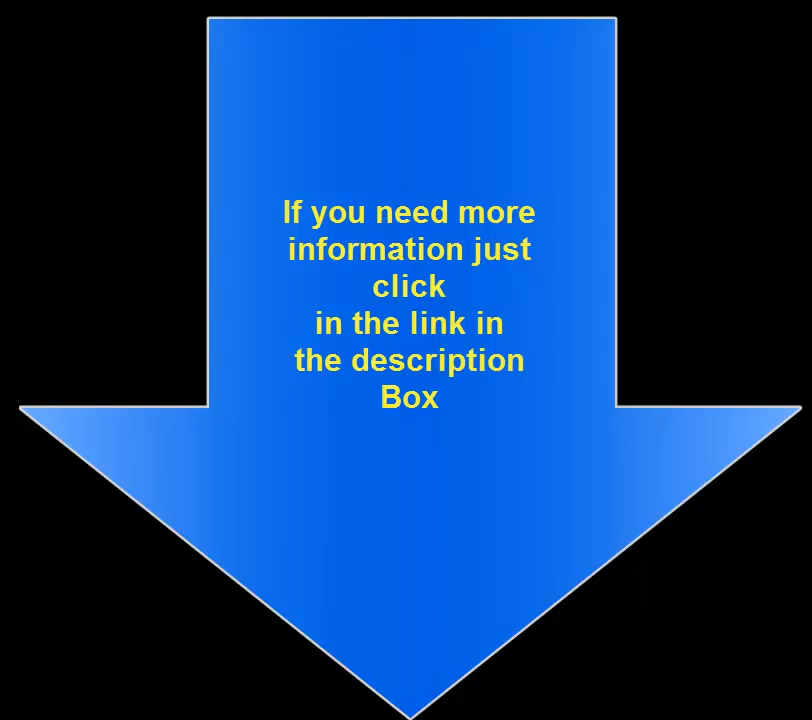 If you need more
information just
click
in the link in
the description
Box